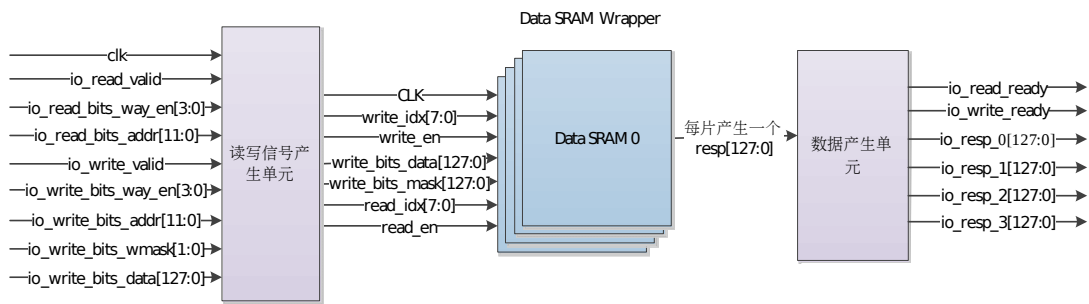 Data SRAM Wrapper
clk
io_read_valid
io_read_bits_way_en[3:0]
io_read_bits_addr[11:0]
io_write_valid
io_write_bits_way_en[3:0]
io_write_bits_addr[11:0]
io_write_bits_wmask[1:0]
io_write_bits_data[127:0]
读写信号产
生单元
CLK
write_idx[7:0]
write_en
write_bits_data[127:0]
write_bits_mask[127:0]
read_idx[7:0]
read_en
Data SRAM 0
每片产生一个
resp[127:0]
数据产生单
元
io_read_ready
io_write_ready
io_resp_0[127:0]
io_resp_1[127:0]
io_resp_2[127:0]
io_resp_3[127:0]